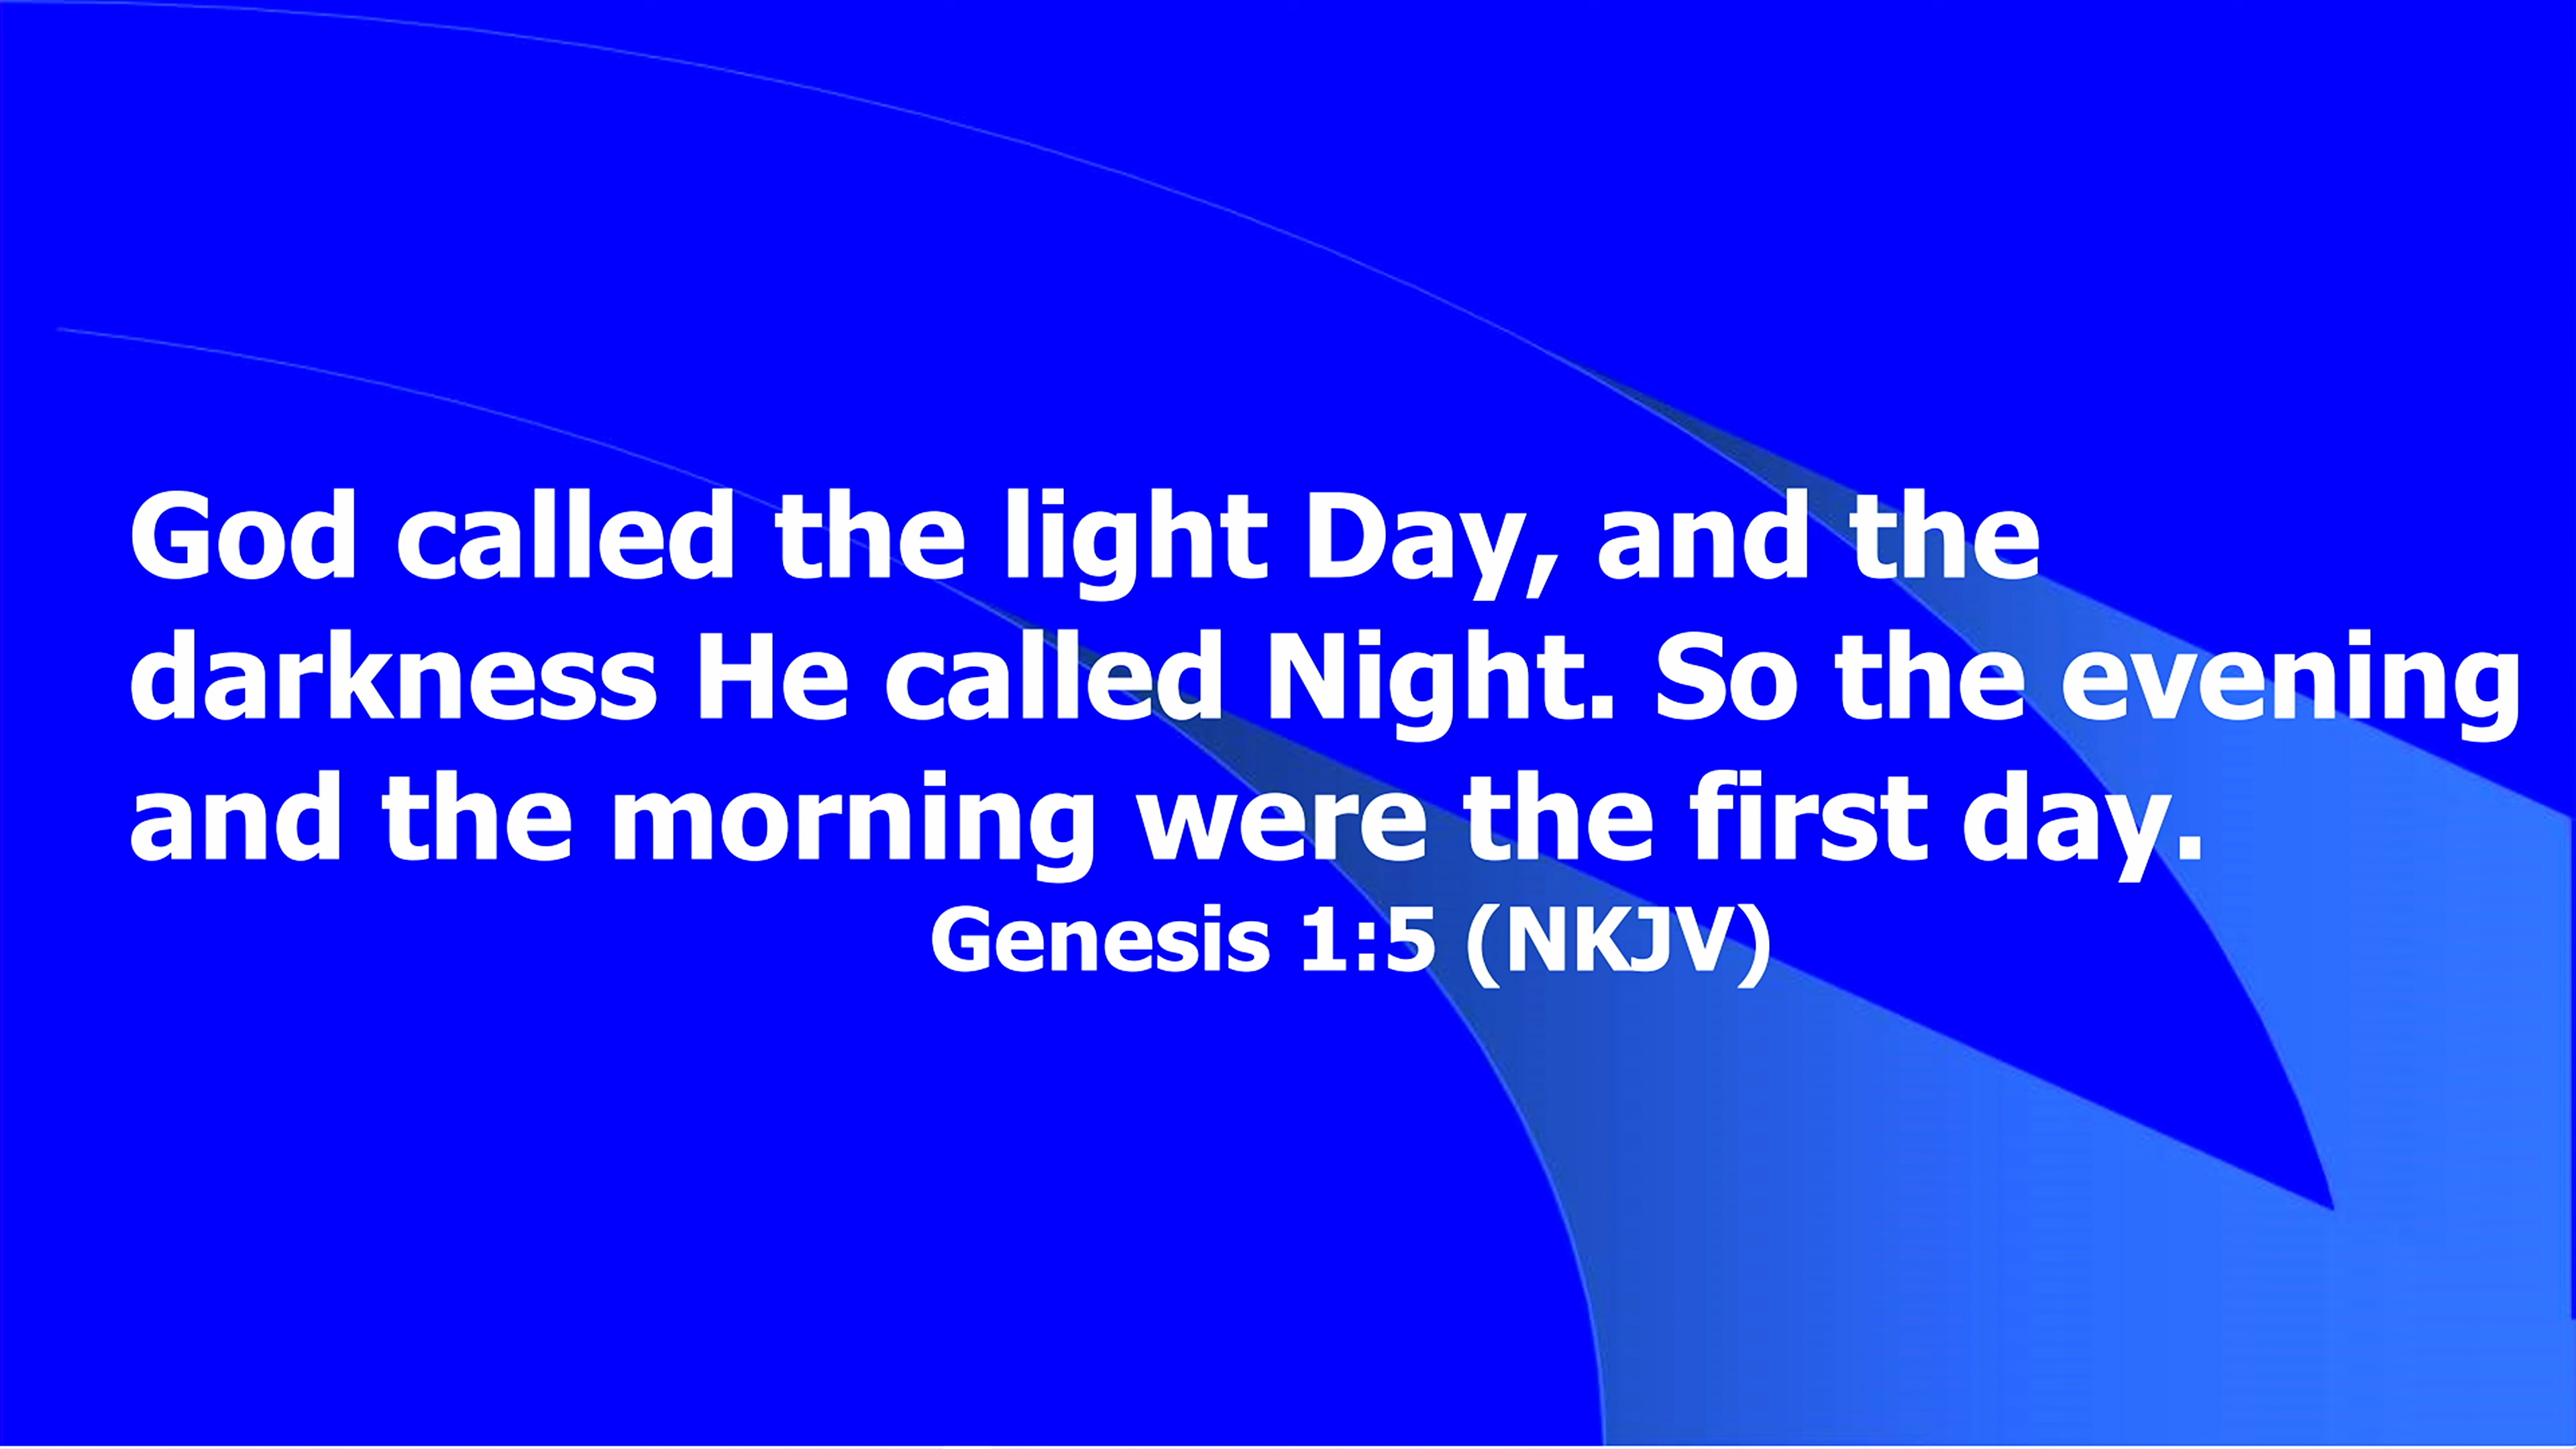 God called the light Day, and the
darkness He called Night. So the evening
and the morning were the first day.
Genesis 1:5 (NKJV)